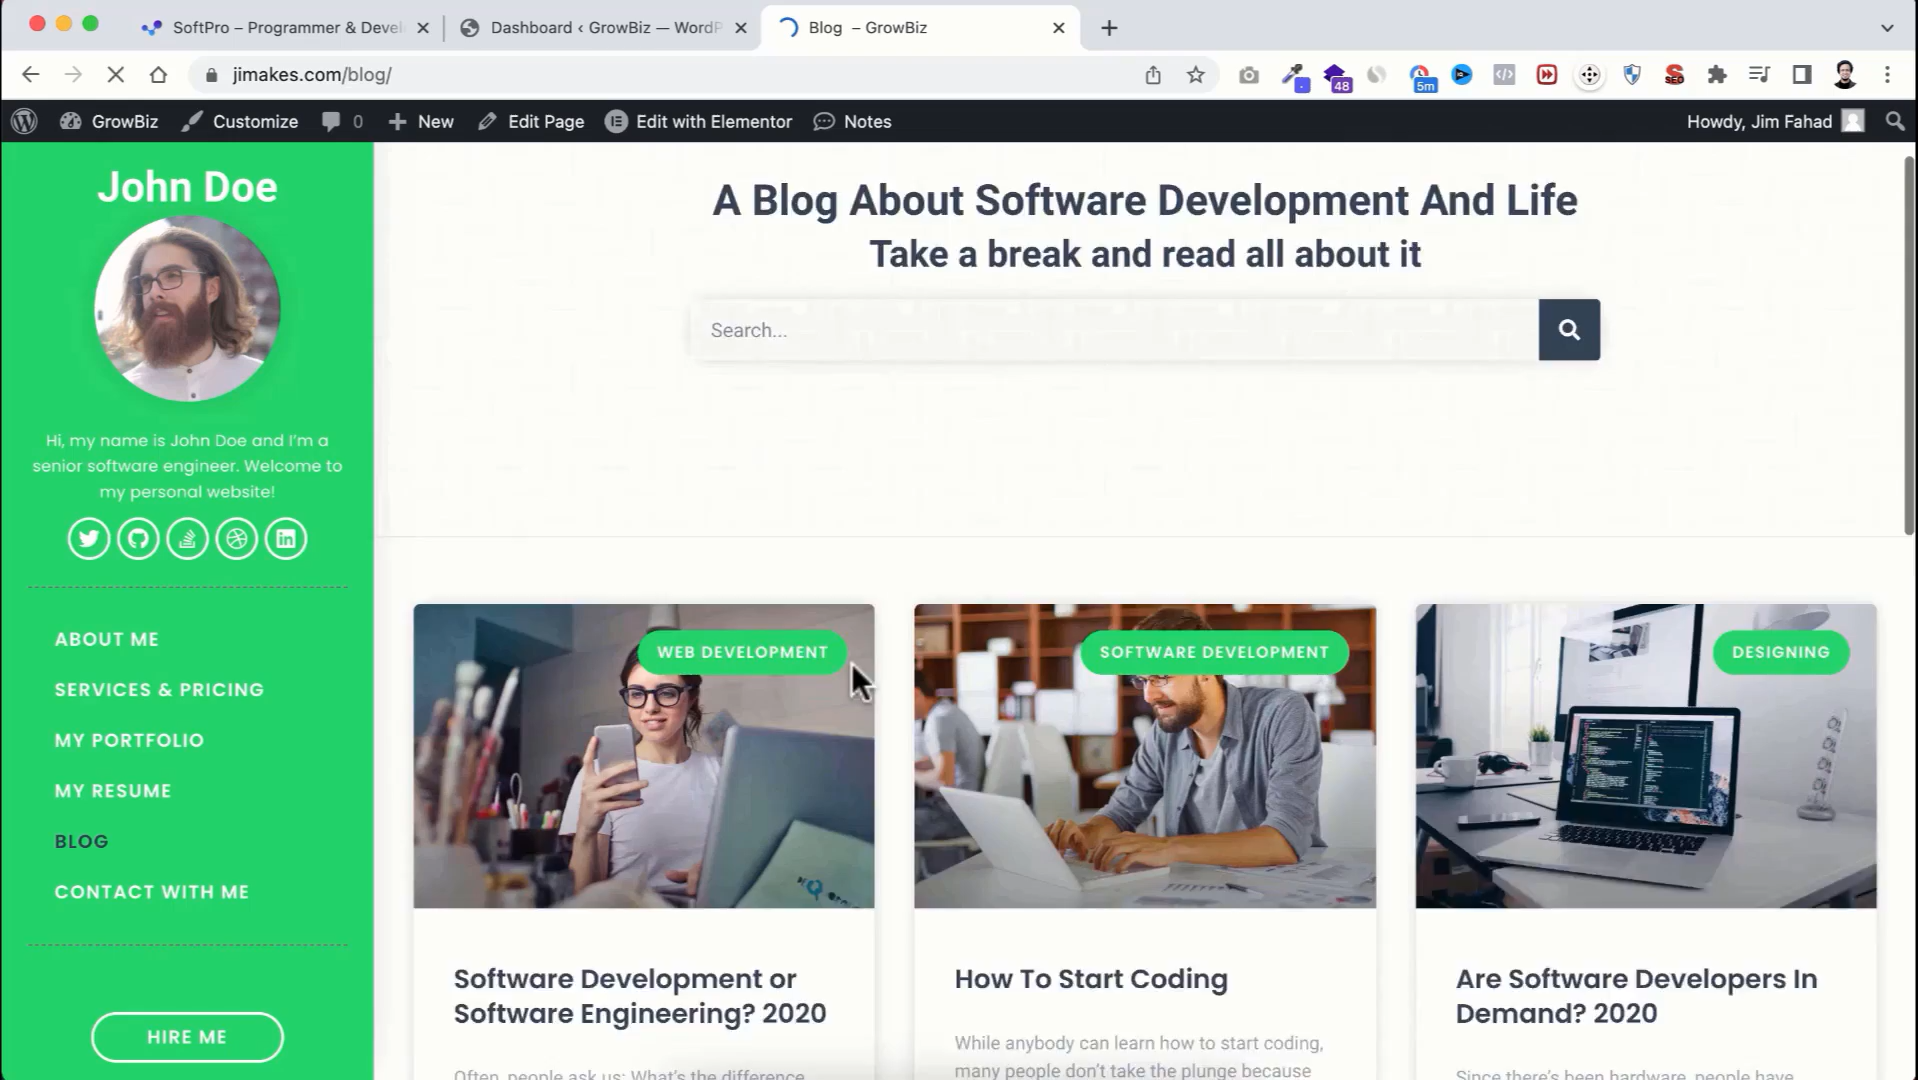 SoftPro – Programmer & Devel
Dashboard ‹ GrowBiz — WordP
Blog – GrowBiz
jimakes.com/blog/
48
5m
SEO
GrowBiz
Customize
0
New
Edit Page
Edit with Elementor
Notes
Howdy, Jim Fahad
John Doe
Hi, my name is John Doe and I'm a
senior software engineer. Welcome to
my personal website!
ABOUT ME
SERVICES & PRICING
MY PORTFOLIO
MY RESUME
BLOG
CONTACT WITH ME
HIRE ME
A Blog About Software Development And Life
Take a break and read all about it
Search...
WEB DEVELOPMENT
SOFTWARE DEVELOPMENT
DESIGNING
Software Development or
Software Engineering? 2020
Often, people ask us: What's the difference
How To Start Coding
While anybody can learn how to start coding,
many people don't take the plunge because
Are Software Developers In
Demand? 2020
Since there's been hardware, people have